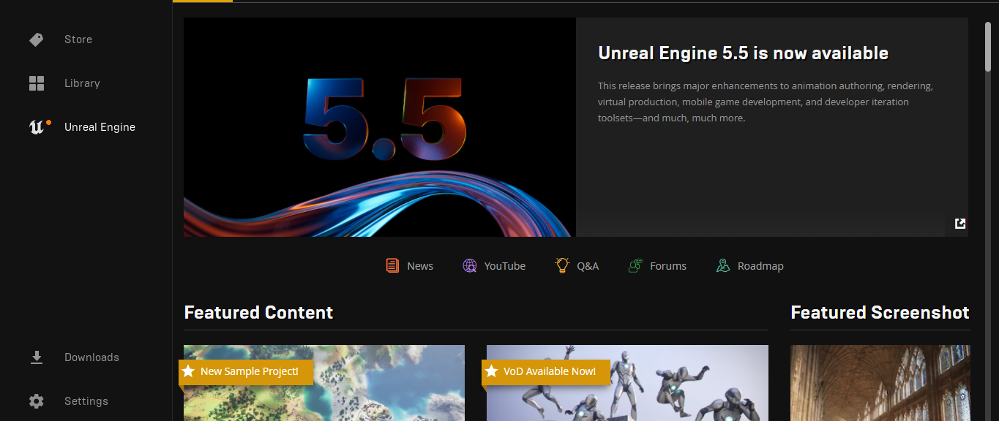 Store
Library
Unreal Engine
Downloads
Settings
5.5
Unreal Engine 5.5 is now available
This release brings major enhancements to animation authoring, rendering,
virtual production, mobile game development, and developer iteration
toolsets—and much, much more.
News
YouTube
Q&A
Forums
Roadmap
Featured Content
Featured Screenshot
New Sample Project!
VoD Available Now!